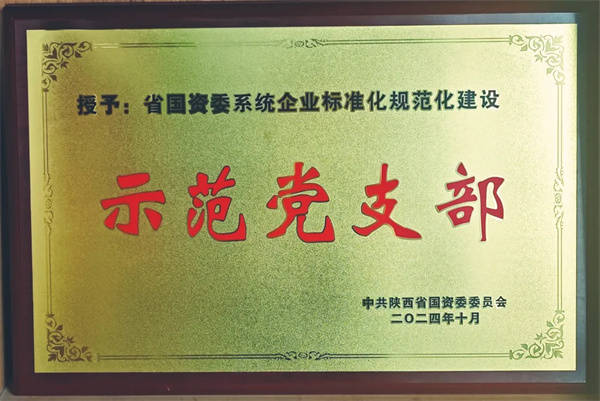 授予：省国资委系统企业标准化规范化建设
示范党支部
中共陕西省国资委委员会
二〇二四年十月